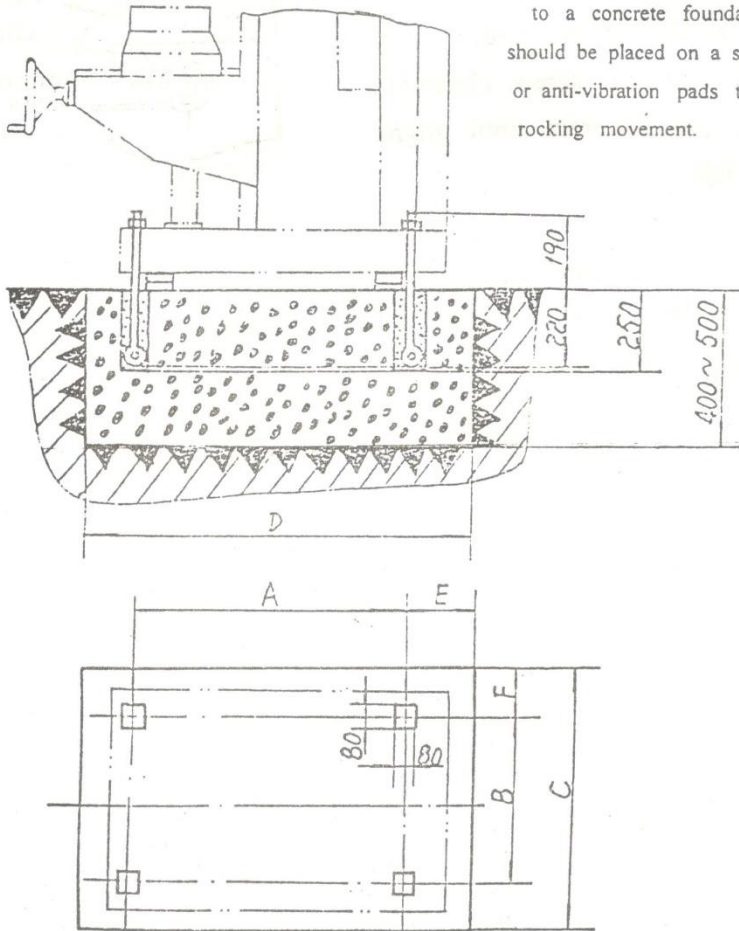 to a concrete founda
should be placed on a s
or anti-vibration pads t
rocking movement.
190
220
250
400~500
D
A
E
F
80
80
B
C